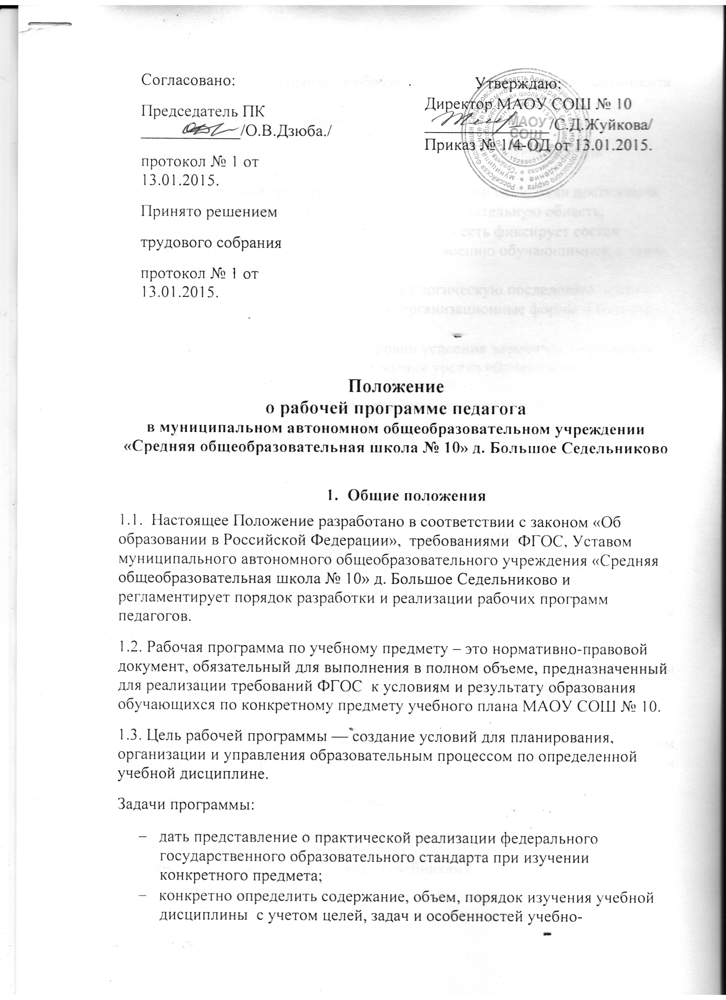 Согласовано:
Председатель ПК
/О.В.Дзюба./
протокол № 1 от
13.01.2015.
Принято решением
трудового собрания
протокол № 1 от
13.01.2015.
Утверждаю:
Директор МАОУ СОШ № 10
/С.Д.Жуйкова/
Приказ № 1/4-ОД от 13.01.2015.
МАОУ
СОШ
№ 10
Положение
о рабочей программе педагога
в муниципальном автономном общеобразовательном учреждении
«Средняя общеобразовательная школа № 10» д. Большое Седельниково
1. Общие положения
1.1. Настоящее Положение разработано в соответствии с законом «Об
образовании в Российской Федерации», требованиями ФГОС, Уставом
муниципального автономного общеобразовательного учреждения «Средняя
общеобразовательная школа № 10» д. Большое Седельниково и
регламентирует порядок разработки и реализации рабочих программ
педагогов.
1.2. Рабочая программа по учебному предмету – это нормативно-правовой
документ, обязательный для выполнения в полном объеме, предназначенный
для реализации требований ФГОС к условиям и результату образования
обучающихся по конкретному предмету учебного плана МАОУ СОШ № 10.
1.3. Цель рабочей программы — создание условий для планирования,
организации и управления образовательным процессом по определенной
учебной дисциплине.
Задачи программы:
– дать представление о практической реализации федерального
государственного образовательного стандарта при изучении
конкретного предмета;
– конкретно определить содержание, объем, порядок изучения учебной
дисциплины с учетом целей, задач и особенностей учебно-